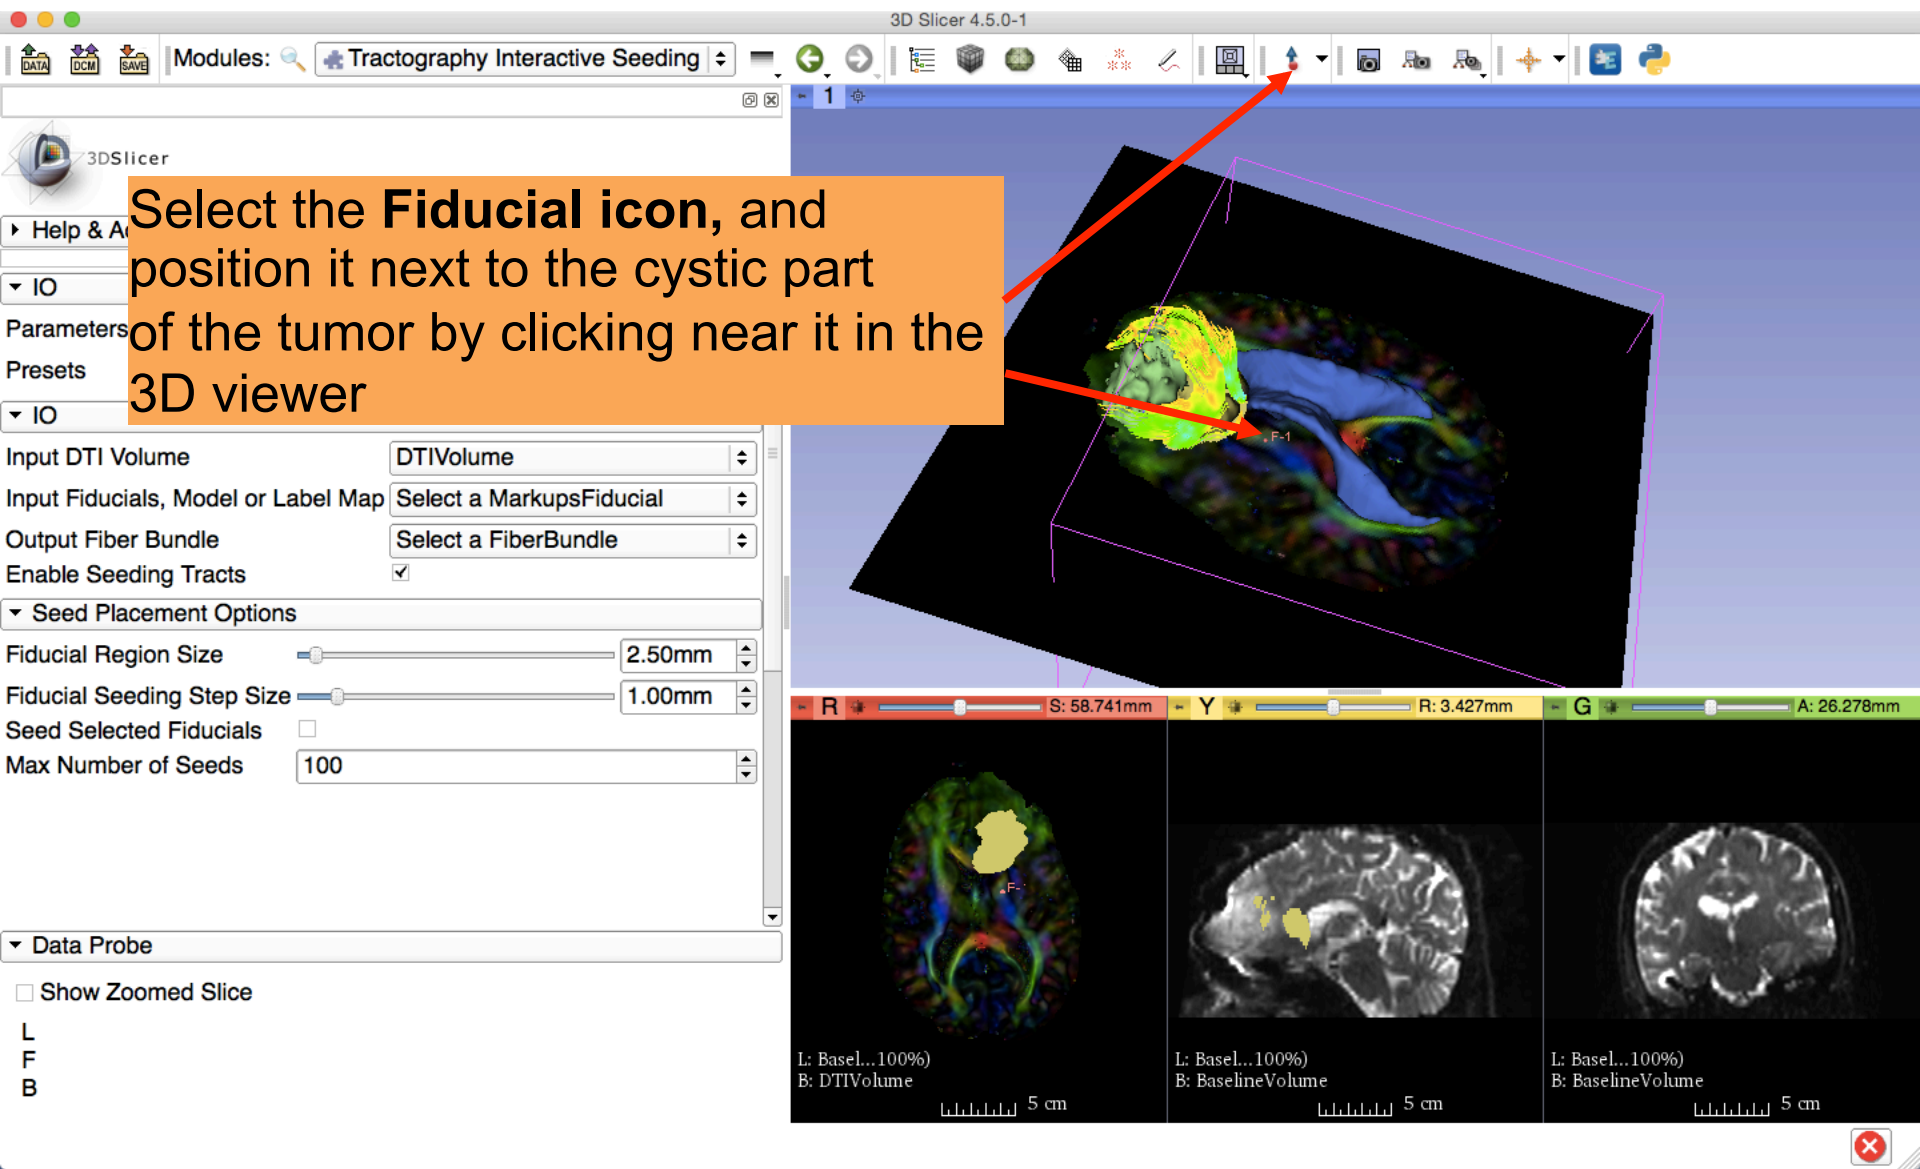 3D Slicer 4.5.0-1
DATA
DCM
SAVE
Modules:
Tractography Interactive Seeding
1
3DSlicer
Select the Fiducial icon, and
position it next to the cystic part
of the tumor by clicking near it in the
3D viewer
Help & A
IO
Parameters
Presets
IO
Input DTI Volume DTIVolume
Input Fiducials, Model or Label Map Select a MarkupsFiducial
Output Fiber Bundle Select a FiberBundle
Enable Seeding Tracts
Seed Placement Options
Fiducial Region Size 2.50mm
Fiducial Seeding Step Size 1.00mm
Seed Selected Fiducials
Max Number of Seeds 100
Data Probe
Show Zoomed Slice
L
F
B
F-1
R S: 58.741mm
Y R: 3.427mm
G A: 26.278mm
F-
L: Basel...100%)
B: DTIVolume
5 cm
L: Basel...100%)
B: BaselineVolume
5 cm
L: Basel...100%)
B: BaselineVolume
5 cm